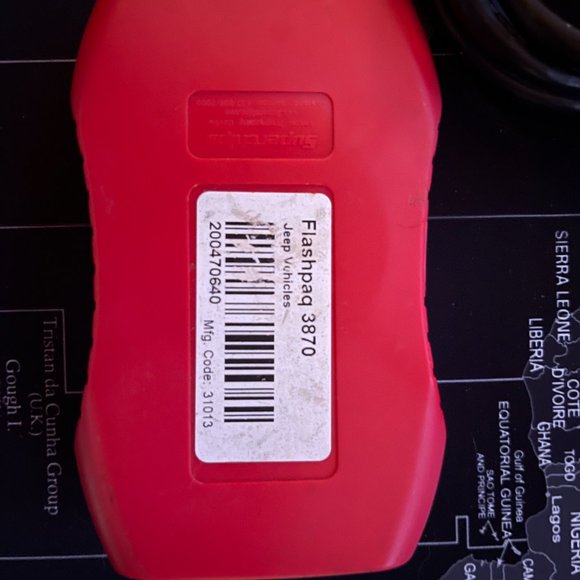 Superchips
Flashpaq 3870
Jeep Vehicles
200470640 Mfg. Code: 31013
SIERRA LEONE
LIBERIA
COTE
D'IVOIRE
GHANA
TOGO
Lagos
NIGERIA
Gulf of Guinea
EQUATORIAL GUINEA
SAO TOME
AND PRINCIPE
Tristan da Cunha Group
(U.K.)
Gough I.